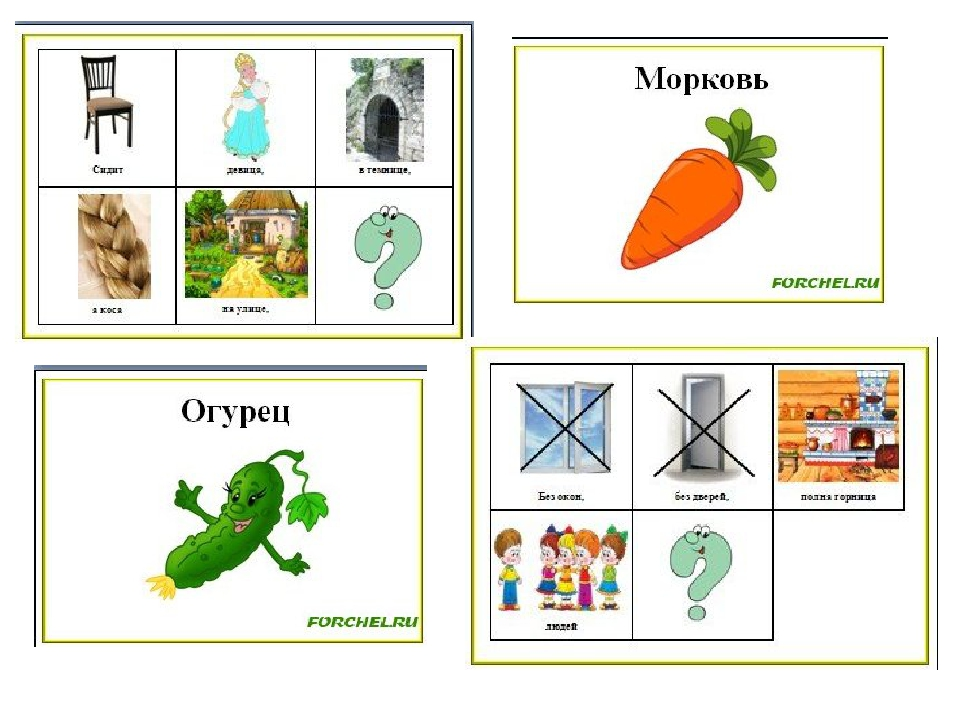 Сидит
девица,
в темнице,
а коса
на улице,
Морковь
FORCHEL.RU
Огурец
FORCHEL.RU
Без окон,
без дверей,
полна горница
людей